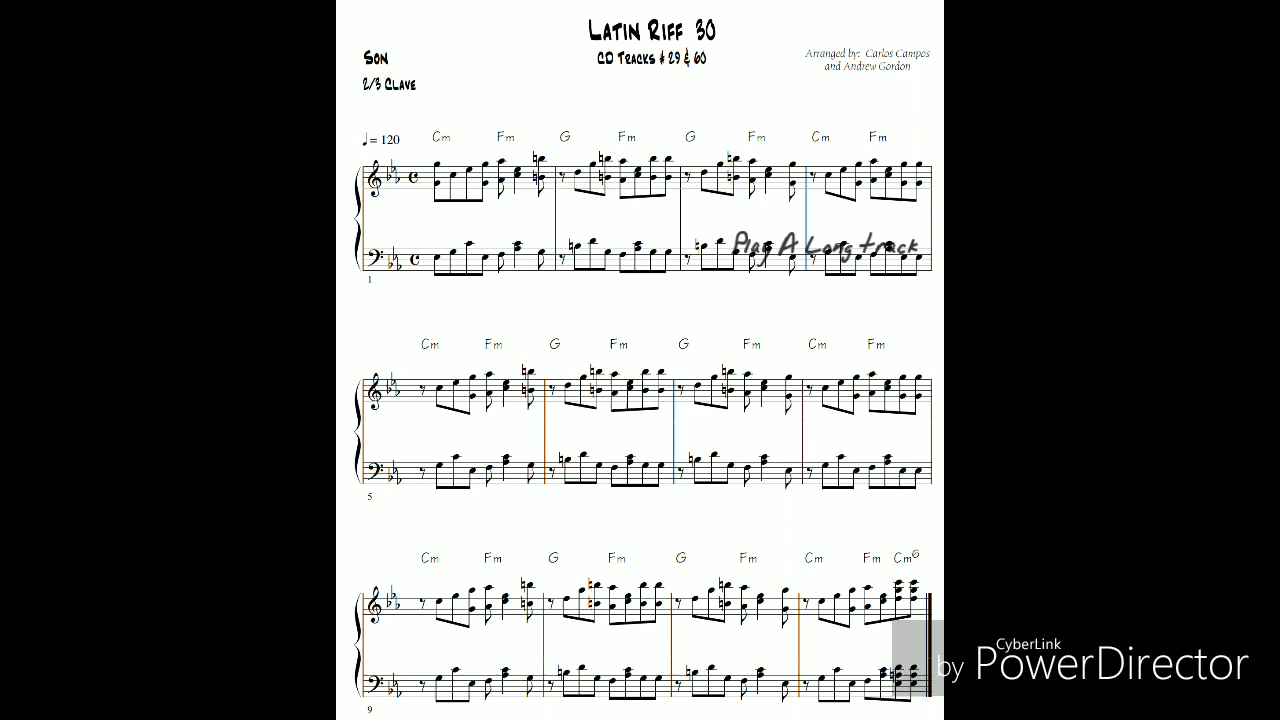 Latin Riff 30
Son
CD Tracks # 29 & 60
Arranged by: Carlos Campos
and Andrew Gordon
2/3 Clave
♩ = 120
Cm Fm G Fm G Fm Cm Fm
Play A Long track
1
Cm Fm G Fm G Fm Cm Fm
5
Cm Fm G Fm G Fm Cm Fm Cm6
9
CyberLink
by PowerDirector